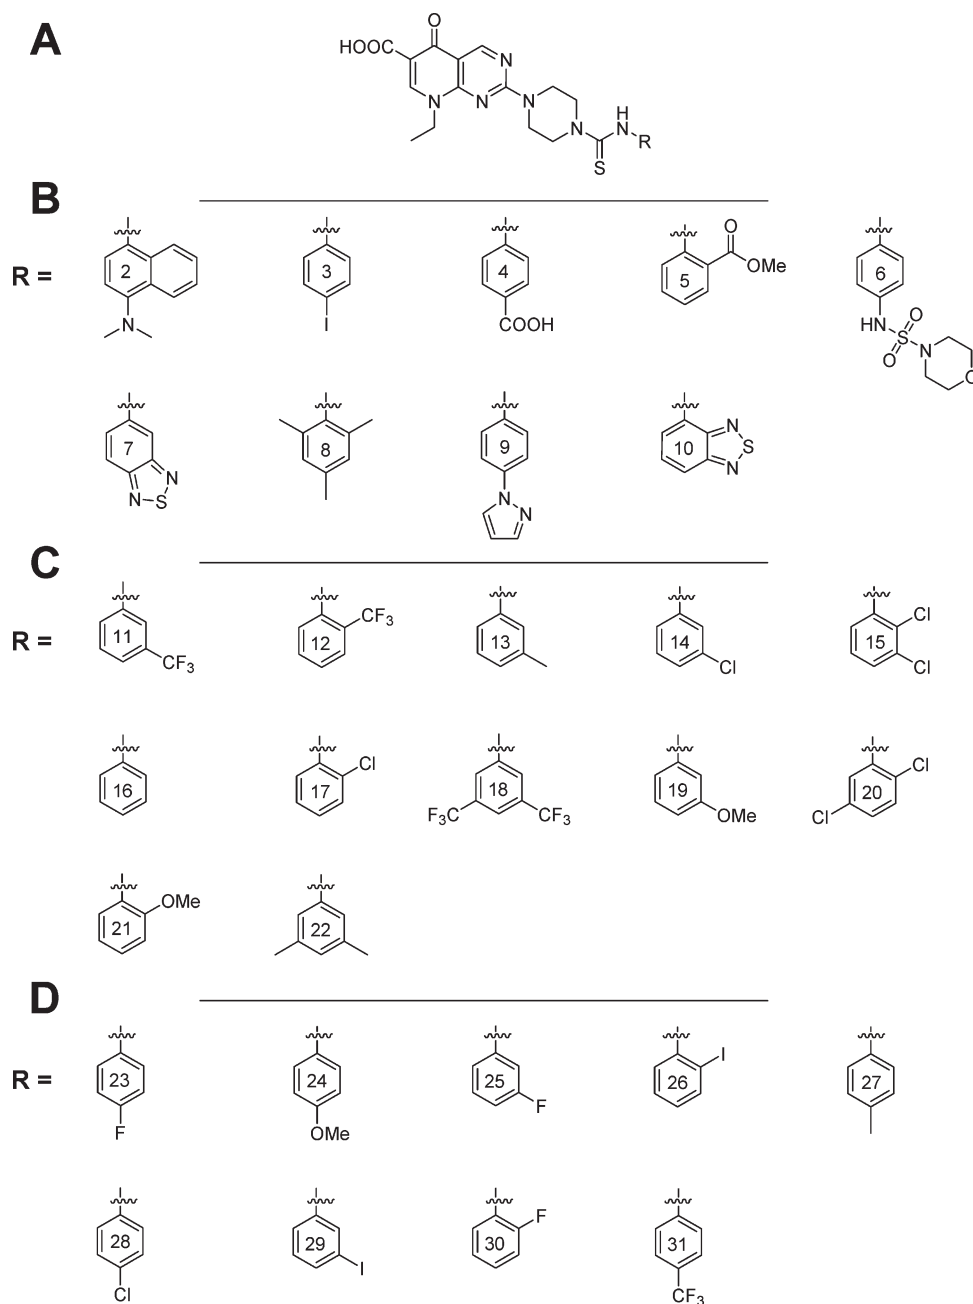 A
O
HOOC
N
N
N
N
N
H
N
R
S
B
R =
2
N
3
I
4
COOH
5
O
OMe
6
HN
O
S
O
N
O
7
N
N
S
8
9
N
N
10
N
S
N
C
R =
11
CF3
12
CF3
13
14
Cl
15
Cl
Cl
16
17
Cl
18
F3C
CF3
19
OMe
20
Cl
Cl
21
OMe
22
D
R =
23
F
24
OMe
25
F
26
I
27
28
Cl
29
I
30
F
31
CF3